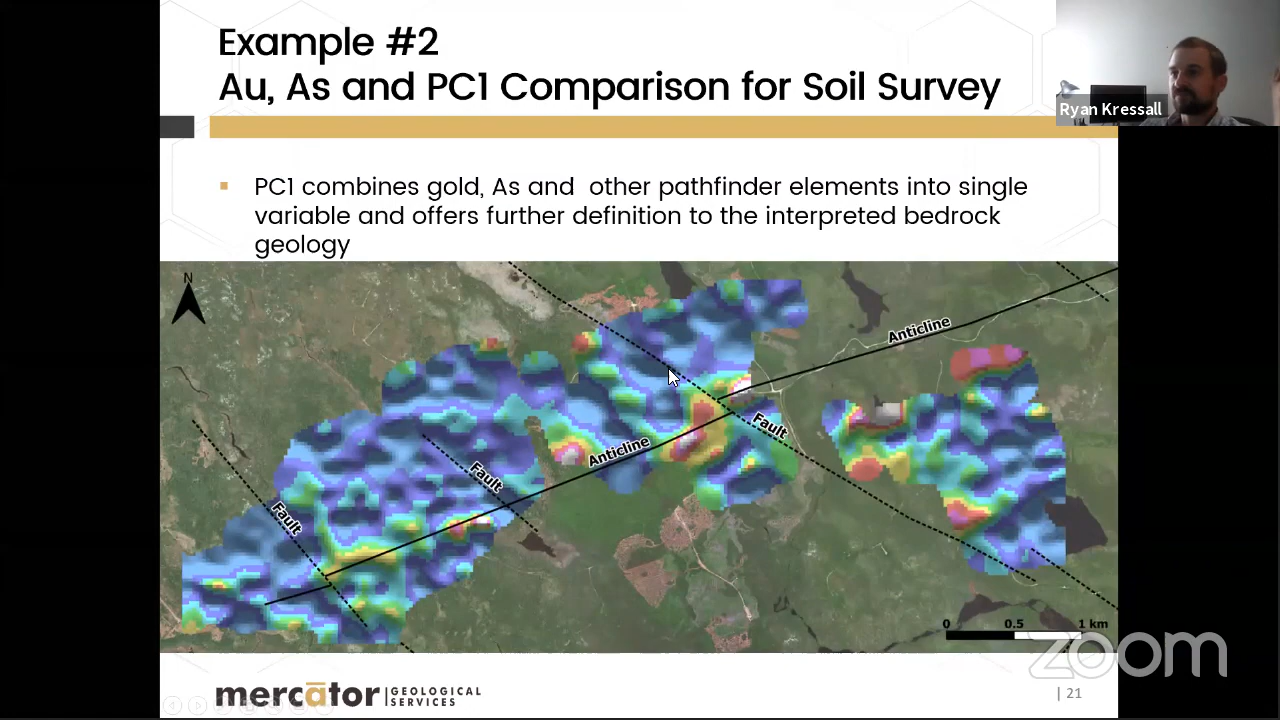 Example #2
Au, As and PC1 Comparison for Soil Survey
Ryan Kressall
▪ PC1 combines gold, As and other pathfinder elements into single
variable and offers further definition to the interpreted bedrock
geology
N
Anticline
Fault
Anticline
Fault
Fault
0 0.5 1 km
zoom
mercātor | GEOLOGICAL
SERVICES
| 21